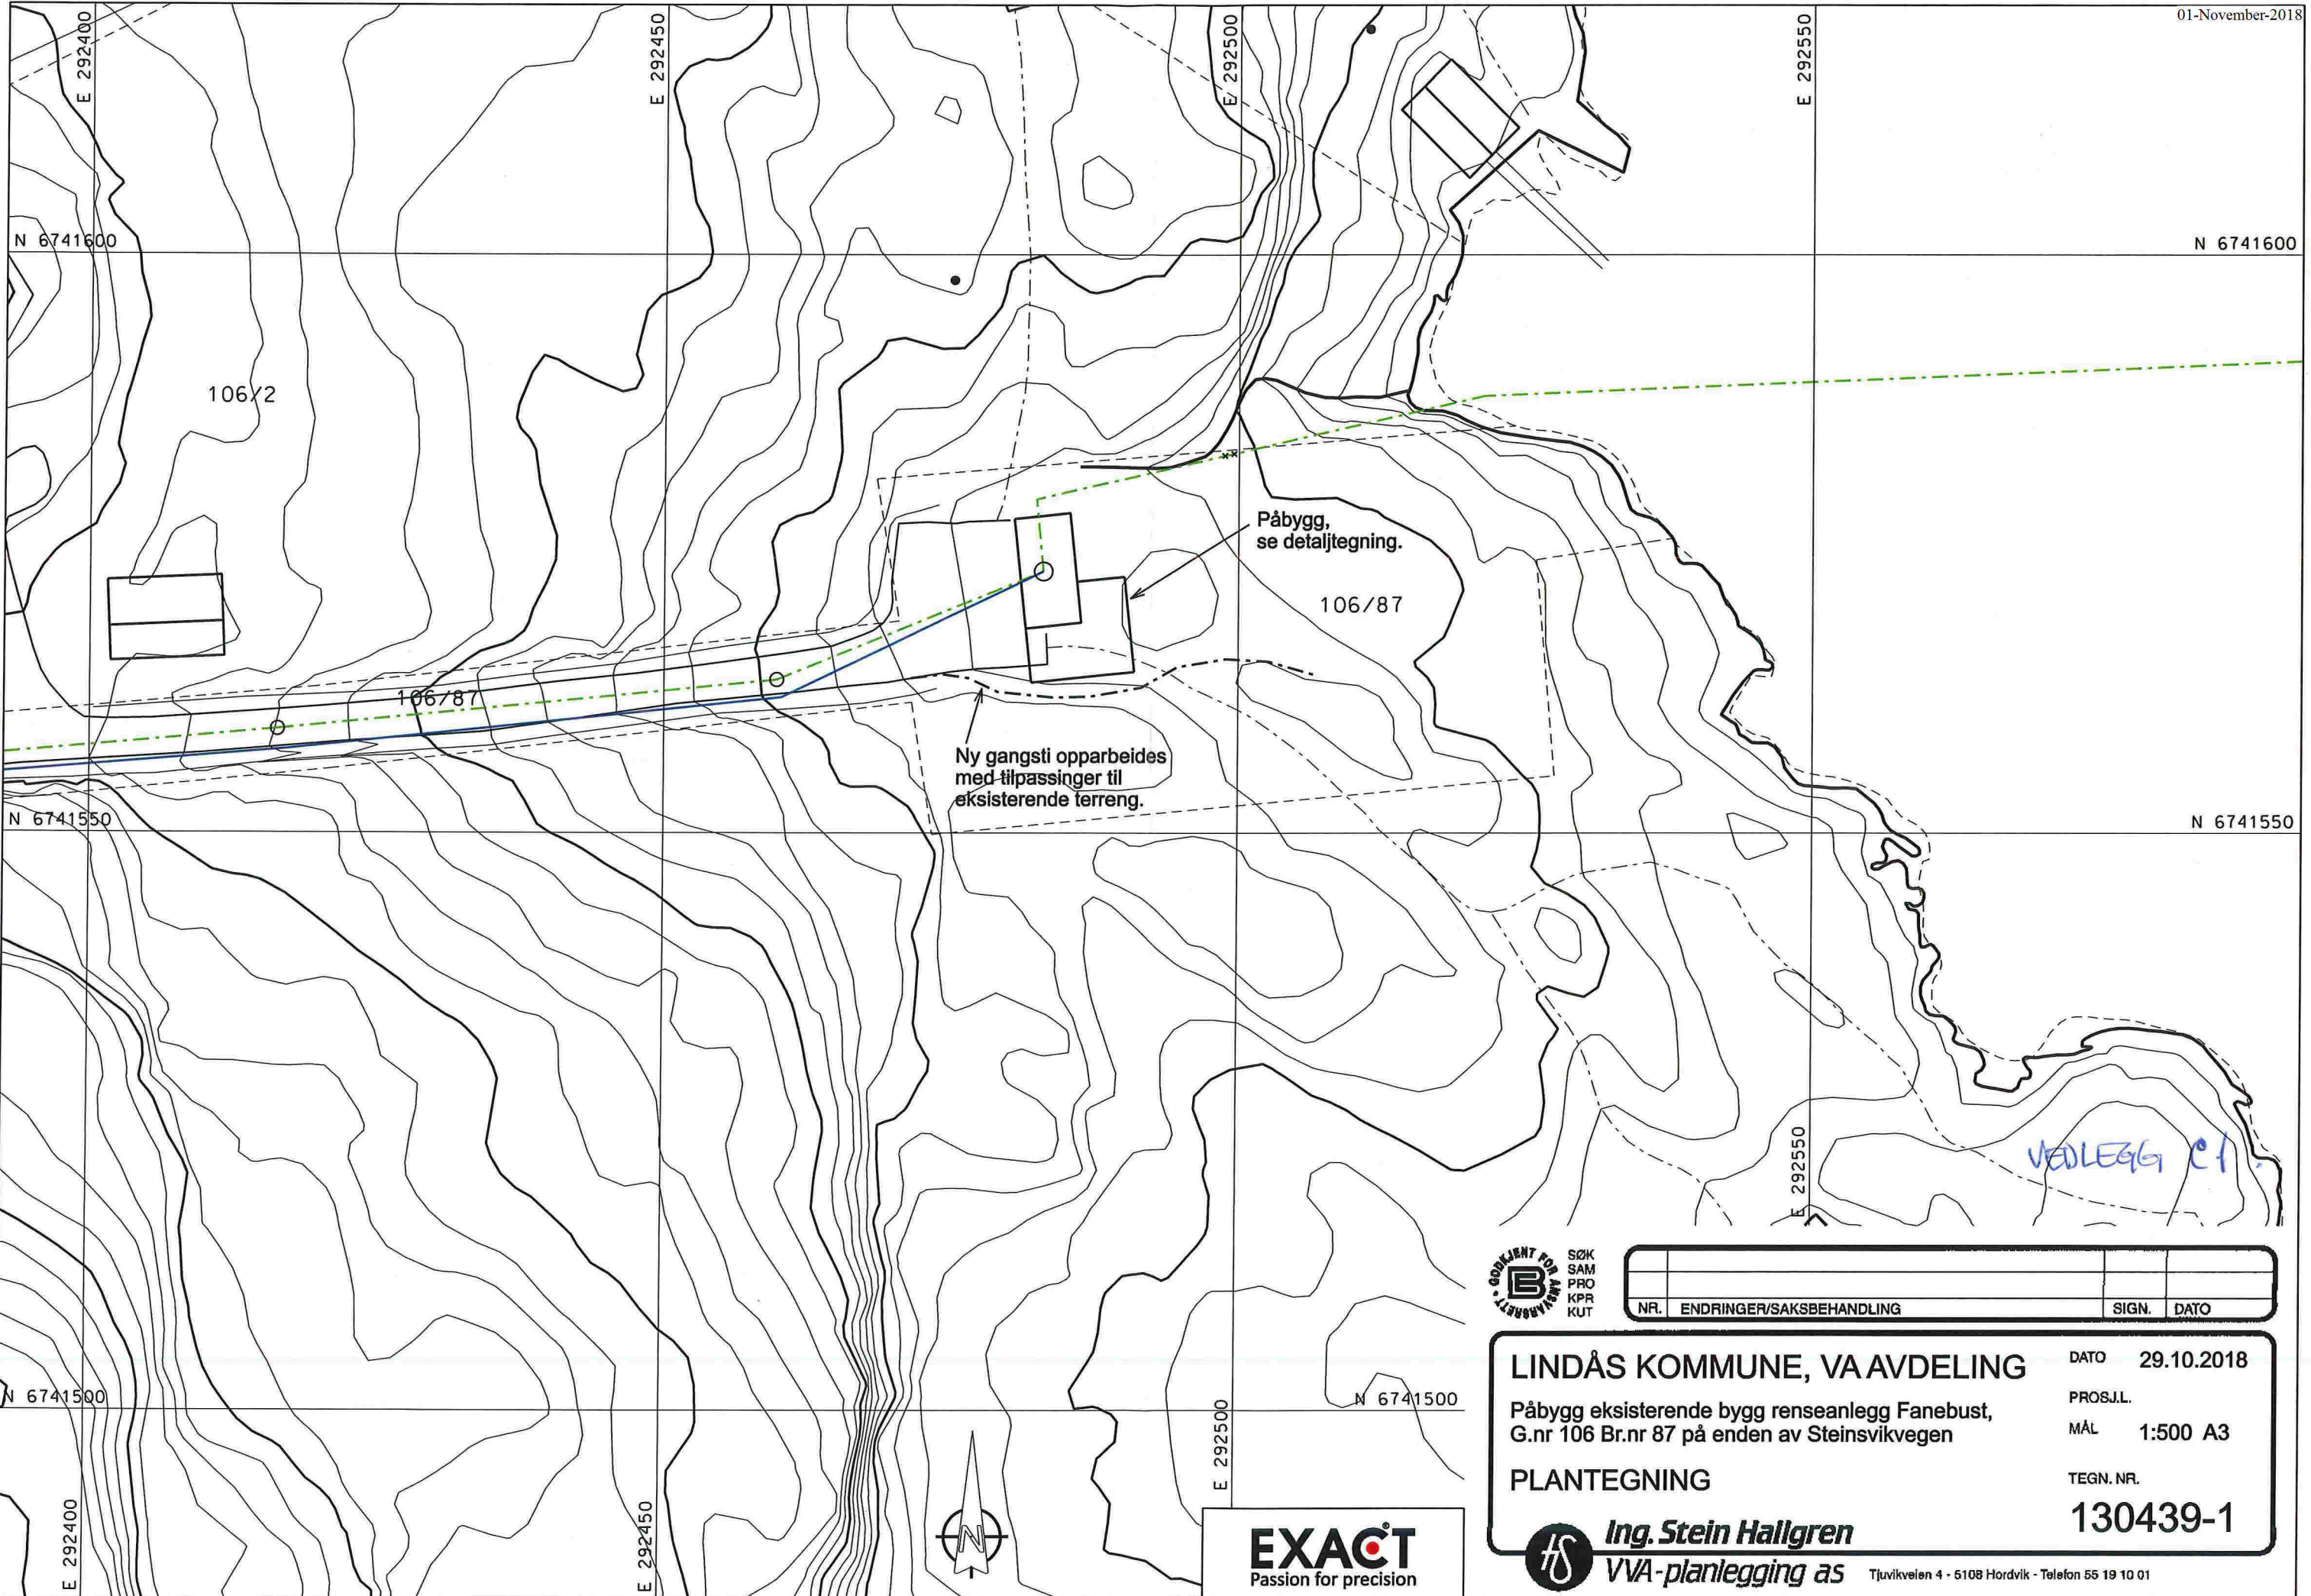 01-November-2018
E 292400
E 292450
E 292500
E 292550
N 6741600
N 6741600
106/2
Påbygg,
se detaljtegning.
106/87
106/87
Ny gangsti opparbeides
med tilpassinger til
eksisterende terreng.
N 6741550
N 6741550
E 292550
VEDLEGG C1.
GODKJENT FOR ANSVARSRETT
SØK
SAM
PRO
KPR
KUT
NR. ENDRINGER/SAKSBEHANDLING SIGN. DATO
LINDÅS KOMMUNE, VA AVDELING
DATO 29.10.2018
Påbygg eksisterende bygg renseanlegg Fanebust,
G.nr 106 Br.nr 87 på enden av Steinsvikvegen
PROSJ.L.
MÅL 1:500 A3
PLANTEGNING
TEGN. NR.
130439-1
N 6741500
N 6741500
E 292400
E 292450
E 292500
N
EXACT
Passion for precision
Ing. Stein Hallgren
VVA-planlegging as
Tjuvikveien 4 - 5108 Hordvik - Telefon 55 19 10 01